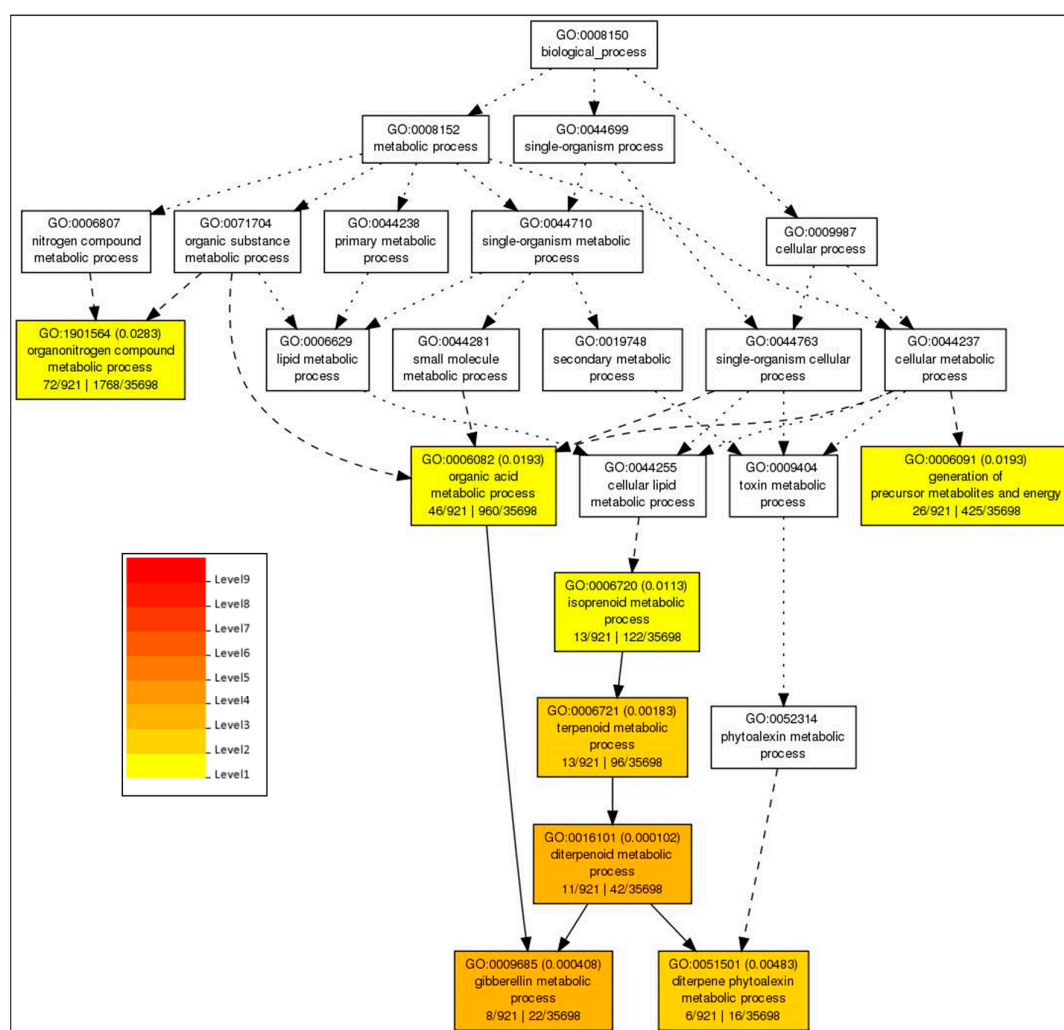 GO:0008150
biological_process
GO:0008152
metabolic process
GO:0044699
single-organism process
GO:0006807
nitrogen compound
metabolic process
GO:0071704
organic substance
metabolic process
GO:0044238
primary metabolic
process
GO:0044710
single-organism metabolic
process
GO:0009987
cellular process
GO:1901564 (0.0283)
organonitrogen compound
metabolic process
72/921 | 1768/35698
GO:0006629
lipid metabolic
process
GO:0044281
small molecule
metabolic process
GO:0019748
secondary metabolic
process
GO:0044763
single-organism cellular
process
GO:0044237
cellular metabolic
process
GO:0006082 (0.0193)
organic acid
metabolic process
46/921 | 960/35698
GO:0044255
cellular lipid
metabolic process
GO:0009404
toxin metabolic
process
GO:0006091 (0.0193)
generation of
precursor metabolites and energy
26/921 | 425/35698
Level9
Level8
Level7
Level6
Level5
Level4
Level3
Level2
Level1
GO:0006720 (0.0113)
isoprenoid metabolic
process
13/921 | 122/35698
GO:0006721 (0.00183)
terpenoid metabolic
process
13/921 | 96/35698
GO:0052314
phytoalexin metabolic
process
GO:0016101 (0.000102)
diterpenoid metabolic
process
11/921 | 42/35698
GO:0009685 (0.000408)
gibberellin metabolic
process
8/921 | 22/35698
GO:0051501 (0.00483)
diterpene phytoalexin
metabolic process
6/921 | 16/35698